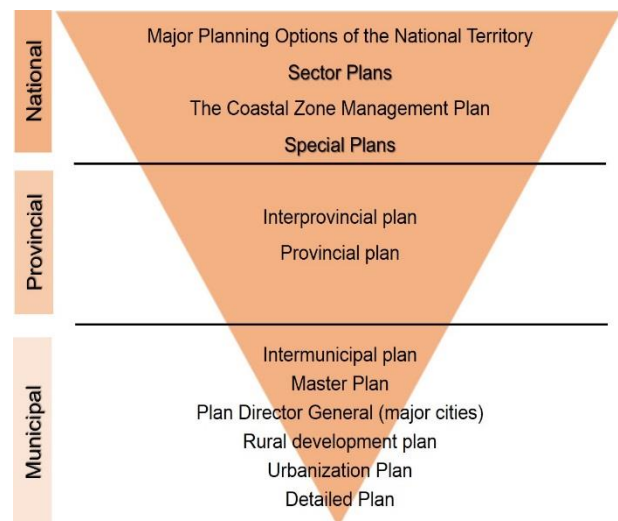 National
Major Planning Options of the National Territory
Sector Plans
The Coastal Zone Management Plan
Special Plans
Provincial
Interprovincial plan
Provincial plan
Municipal
Intermunicipal plan
Master Plan
Plan Director General (major cities)
Rural development plan
Urbanization Plan
Detailed Plan